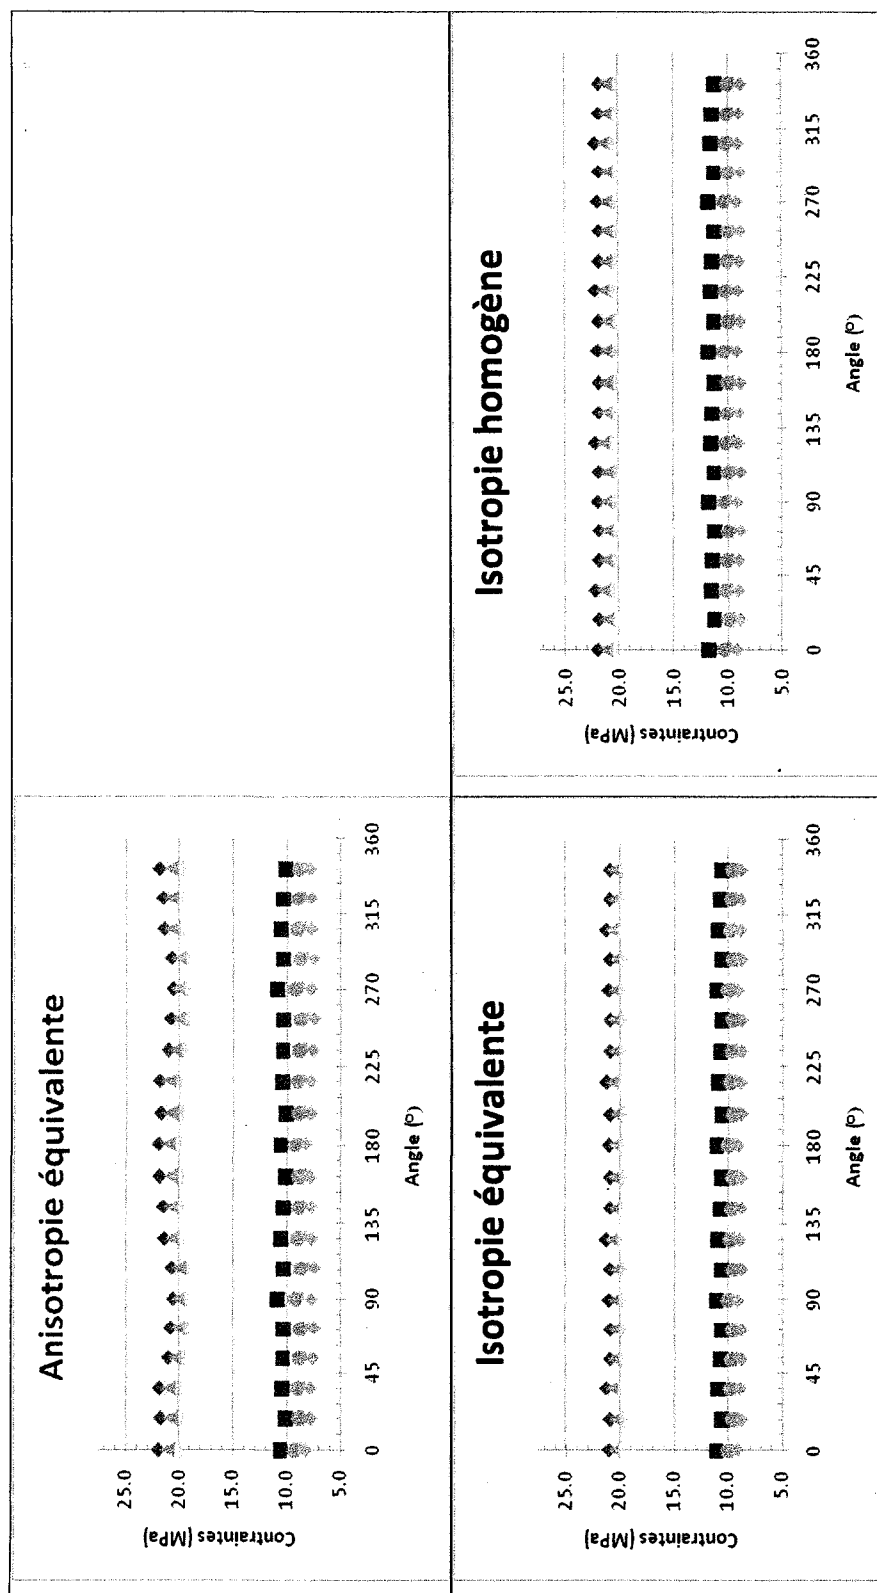 Anisotropie équivalente
Contraintes (MPa)
25.0
20.0
15.0
10.0
5.0
0 45 90 135 180 225 270 315 360
Angle (º)
Isotropie équivalente
Contraintes (MPa)
25.0
20.0
15.0
10.0
5.0
0 45 90 135 180 225 270 315 360
Angle (º)
Isotropie homogène
Contraintes (MPa)
25.0
20.0
15.0
10.0
5.0
0 45 90 135 180 225 270 315 360
Angle (º)